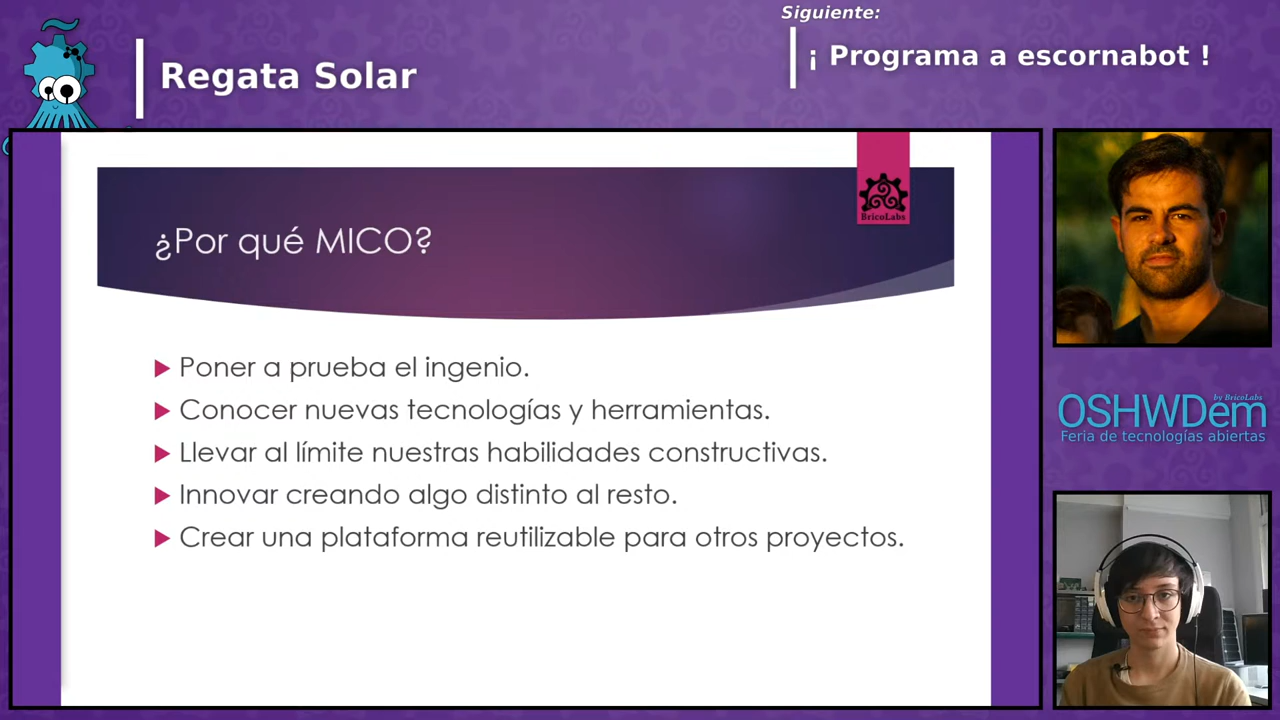 Siguiente:
¡ Programa a escornabot !
Regata Solar
BricoLabs
¿Por qué MICO?
Poner a prueba el ingenio.
Conocer nuevas tecnologías y herramientas.
Llevar al límite nuestras habilidades constructivas.
Innovar creando algo distinto al resto.
Crear una plataforma reutilizable para otros proyectos.
by BricoLabs
OSHWDem
Feria de tecnologías abiertas